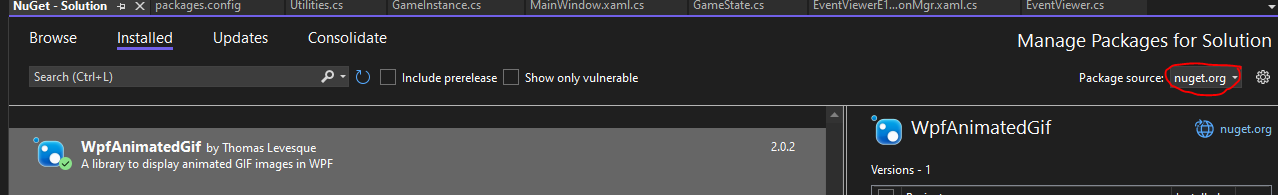 NuGet - Solution packages.config Utilities.cs GameInstance.cs MainWindow.xaml.cs GameState.cs EventViewerE1...onMgr.xaml.cs EventViewer.cs
Browse Installed Updates Consolidate
Manage Packages for Solution
Search (Ctrl+L) Include prerelease Show only vulnerable
Package source: nuget.org
WpfAnimatedGif by Thomas Levesque 2.0.2
A library to display animated GIF images in WPF
WpfAnimatedGif nuget.org
Versions - 1